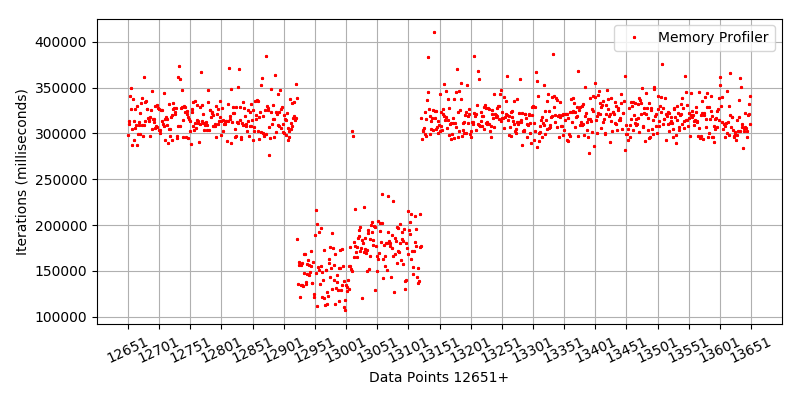 Memory Profiler
400000
350000
300000
250000
200000
150000
100000
Iterations (milliseconds)
12651 12701 12751 12801 12851 12901 12951 13001 13051 13101 13151 13201 13251 13301 13351 13401 13451 13501 13551 13601 13651
Data Points 12651+